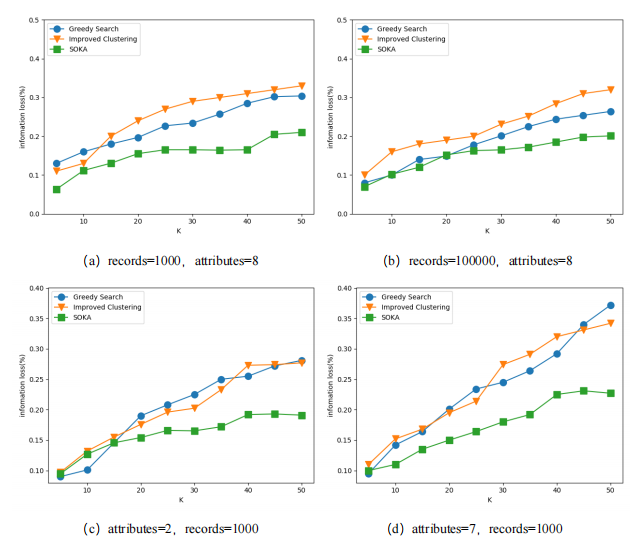 0.5
0.4
0.3
0.2
0.1
0.0
infomation loss(%)
Greedy Search
Improved Clustering
SOKA
10 20 30 40 50
K
(a) records=1000, attributes=8
0.5
0.4
0.3
0.2
0.1
0.0
infomation loss(%)
Greedy Search
Improved Clustering
SOKA
10 20 30 40 50
K
(b) records=100000, attributes=8
0.40
0.35
0.30
0.25
0.20
0.15
0.10
infomation loss(%)
Greedy Search
Improved Clustering
SOKA
10 20 30 40 50
K
(c) attributes=2, records=1000
0.40
0.35
0.30
0.25
0.20
0.15
0.10
infomation loss(%)
Greedy Search
Improved Clustering
SOKA
10 20 30 40 50
K
(d) attributes=7, records=1000